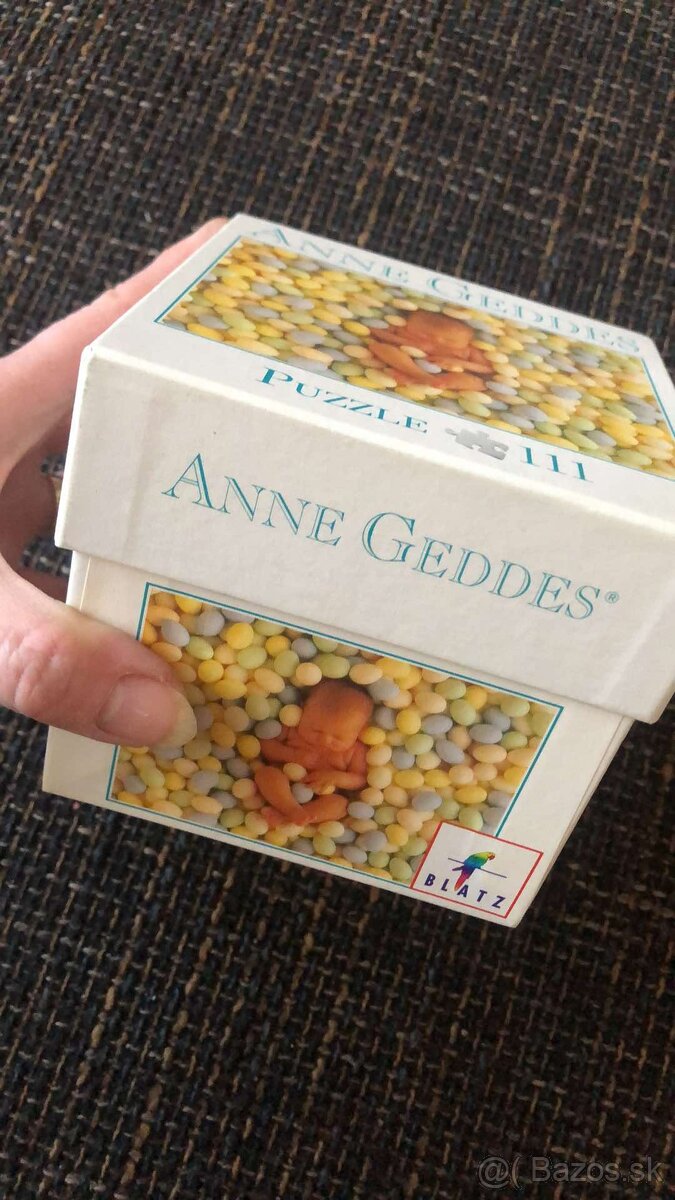 ANNE GEDDES
PUZZLE 111
ANNE GEDDES®
BLATZ
@( Bazos.sk